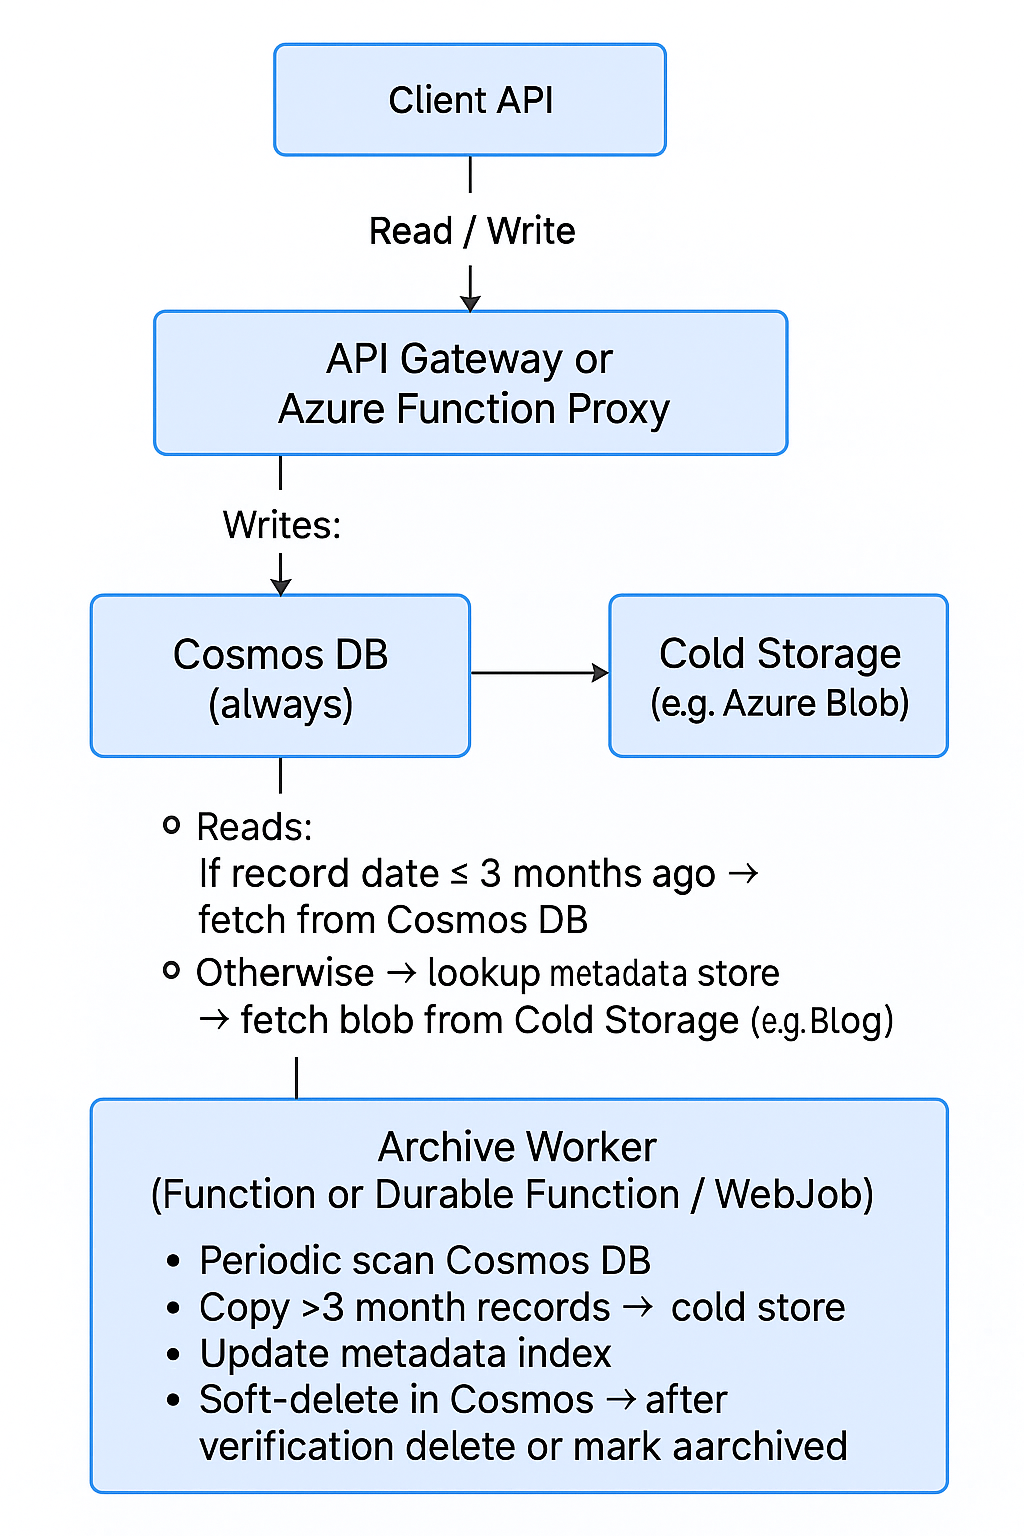 Client API
Read / Write
API Gateway or
Azure Function Proxy
Writes:
Cosmos DB
(always)
Cold Storage
(e.g. Azure Blob)
Reads:
If record date ≤ 3 months ago →
fetch from Cosmos DB
Otherwise → lookup metadata store
→ fetch blob from Cold Storage (e.g. Blog)
Archive Worker
(Function or Durable Function / WebJob)
• Periodic scan Cosmos DB
• Copy >3 month records → cold store
• Update metadata index
• Soft-delete in Cosmos → after
verification delete or mark aarchived